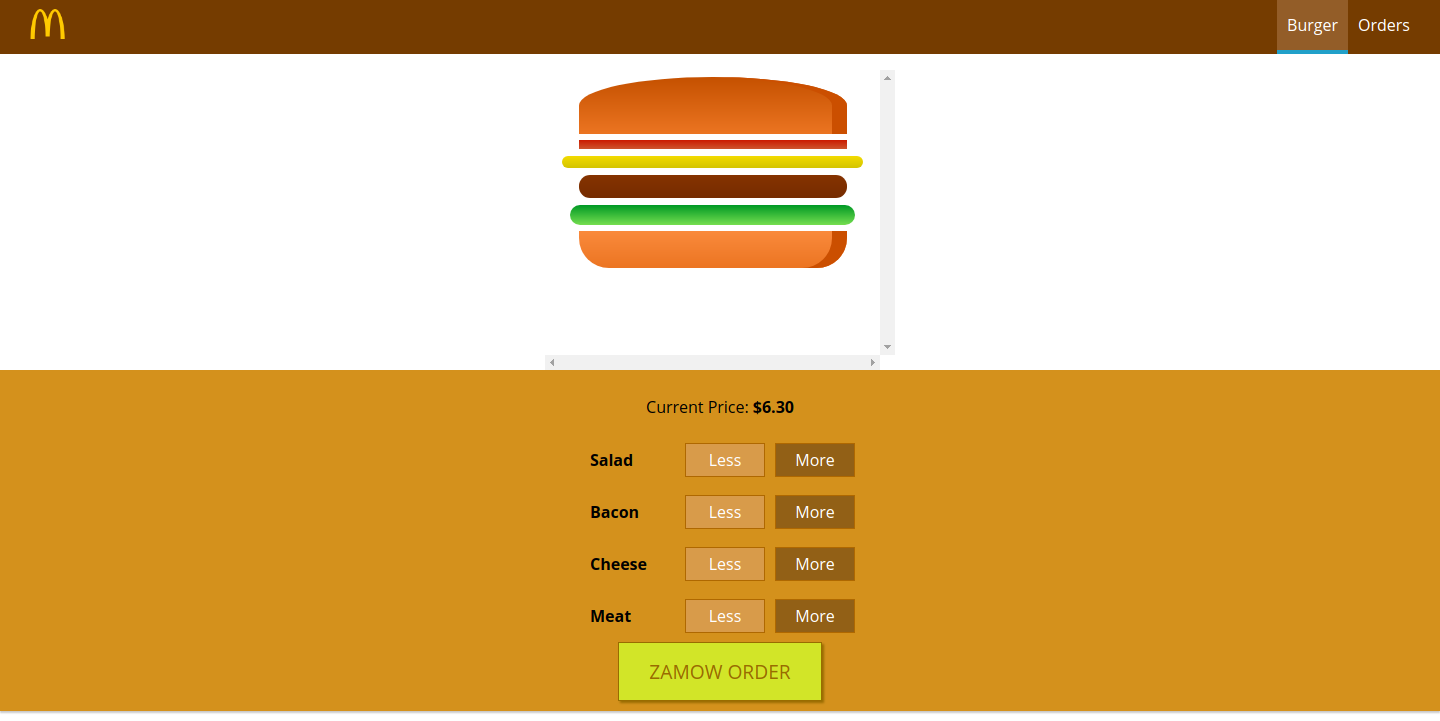 Burger Orders
Current Price: $6.30
Salad Less More
Bacon Less More
Cheese Less More
Meat Less More
ZAMOW ORDER